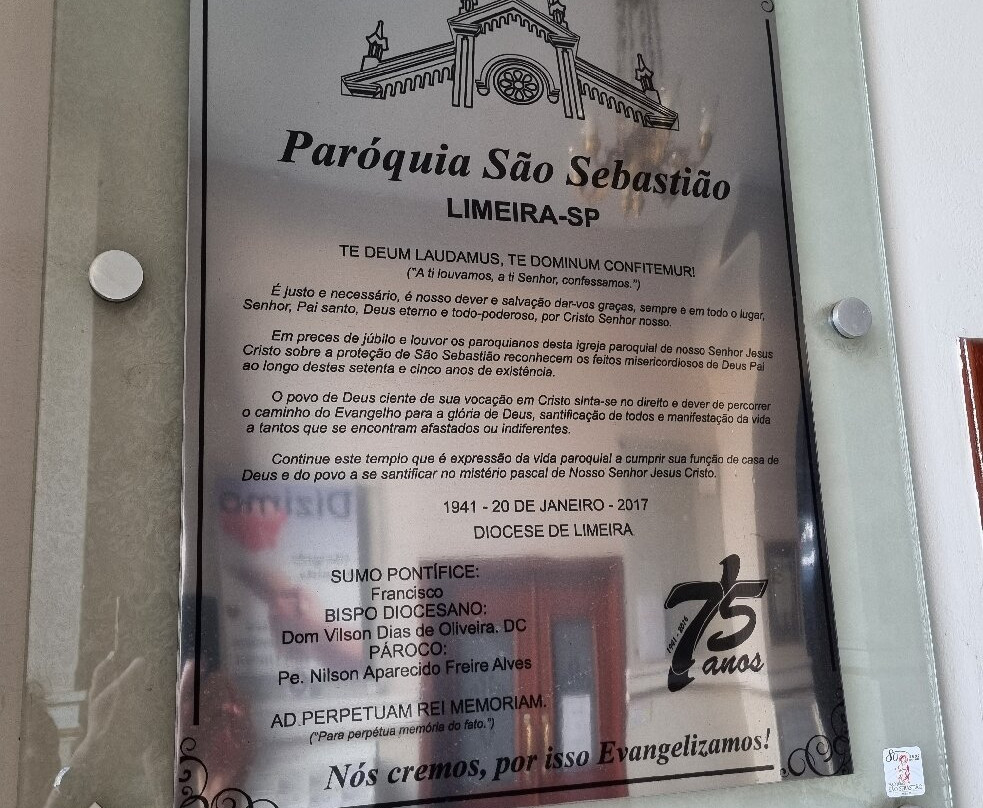 Paróquia São Sebastião
LIMEIRA-SP
TE DEUM LAUDAMUS, TE DOMINUM CONFITEMUR!
("A ti louvamos, a ti Senhor, confessamos.")
É justo e necessário, é nosso dever e salvação dar-vos graças, sempre e em todo o lugar,
Senhor, Pai santo, Deus eterno e todo-poderoso, por Cristo Senhor nosso.
Em preces de júbilo e louvor os paroquianos desta igreja paroquial de nosso Senhor Jesus
Cristo sobre a proteção de São Sebastião reconhecem os feitos misericordiosos de Deus Pai
ao longo destes setenta e cinco anos de existência.
O povo de Deus ciente de sua vocação em Cristo sinta-se no direito e dever de percorrer
o caminho do Evangelho para a glória de Deus, santificação de todos e manifestação da vida
a tantos que se encontram afastados ou indiferentes.
Continue este templo que é expressão da vida paroquial a cumprir sua função de casa de
Deus e do povo a se santificar no mistério pascal de Nosso Senhor Jesus Cristo.
1941 - 20 DE JANEIRO - 2017
DIOCESE DE LIMEIRA
SUMO PONTÍFICE:
Francisco
BISPO DIOCESANO:
Dom Vilson Dias de Oliveira. DC
PÁROCO:
Pe. Nilson Aparecido Freire Alves
1941 - 2016
75
anos
AD PERPETUAM REI MEMORIAM.
("Para perpétua memória do fato.")
Nós cremos, por isso Evangelizamos!
Dízimo